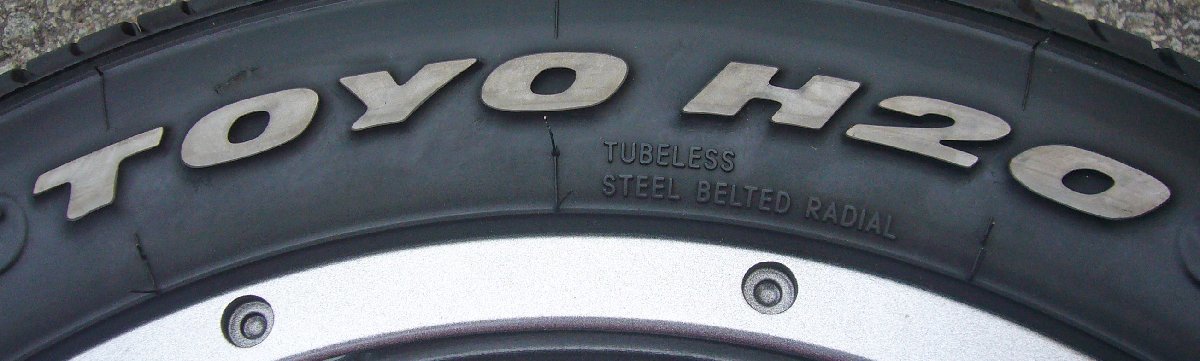 TOYO H20
TUBELESS
STEEL BELTED RADIAL